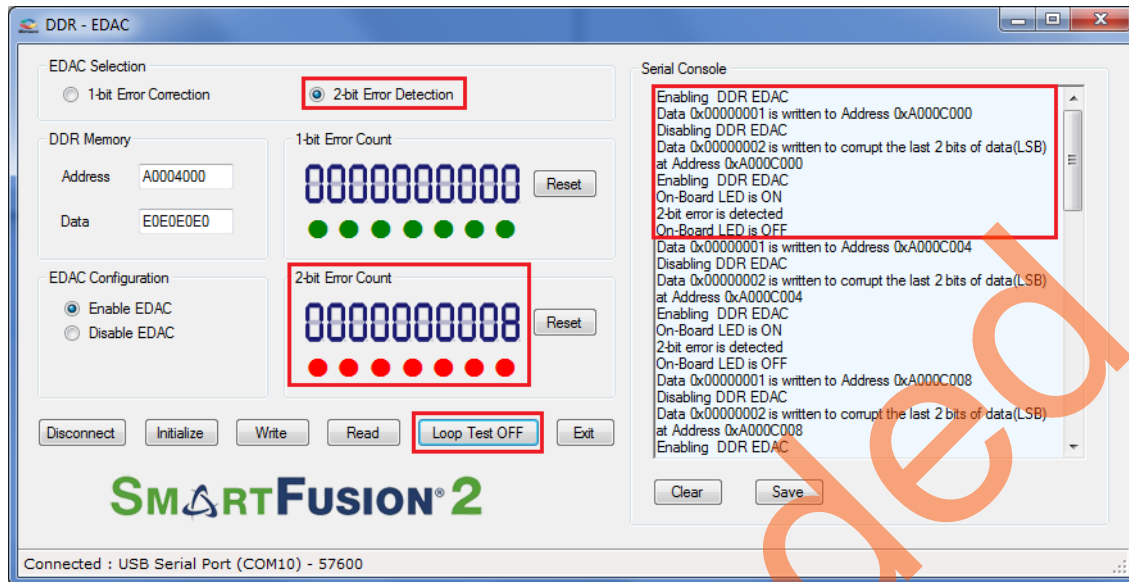 DDR - EDAC
EDAC Selection
1-bit Error Correction
2-bit Error Detection
DDR Memory
Address A0004000
Data E0E0E0E0
1-bit Error Count
0000000000 Reset
EDAC Configuration
Enable EDAC
Disable EDAC
2-bit Error Count
0000000008 Reset
Disconnect Initialize Write Read Loop Test OFF Exit
SMARTFUSION® 2
Serial Console
Enabling DDR EDAC
Data 0x00000001 is written to Address 0xA000C000
Disabling DDR EDAC
Data 0x00000002 is written to corrupt the last 2 bits of data(LSB)
at Address 0xA000C000
Enabling DDR EDAC
On-Board LED is ON
2-bit error is detected
On-Board LED is OFF
Data 0x00000001 is written to Address 0xA000C004
Disabling DDR EDAC
Data 0x00000002 is written to corrupt the last 2 bits of data(LSB)
at Address 0xA000C004
Enabling DDR EDAC
On-Board LED is ON
2-bit error is detected
On-Board LED is OFF
Data 0x00000001 is written to Address 0xA000C008
Disabling DDR EDAC
Data 0x00000002 is written to corrupt the last 2 bits of data(LSB)
at Address 0xA000C008
Enabling DDR EDAC
Clear Save
Connected : USB Serial Port (COM10) - 57600
ded